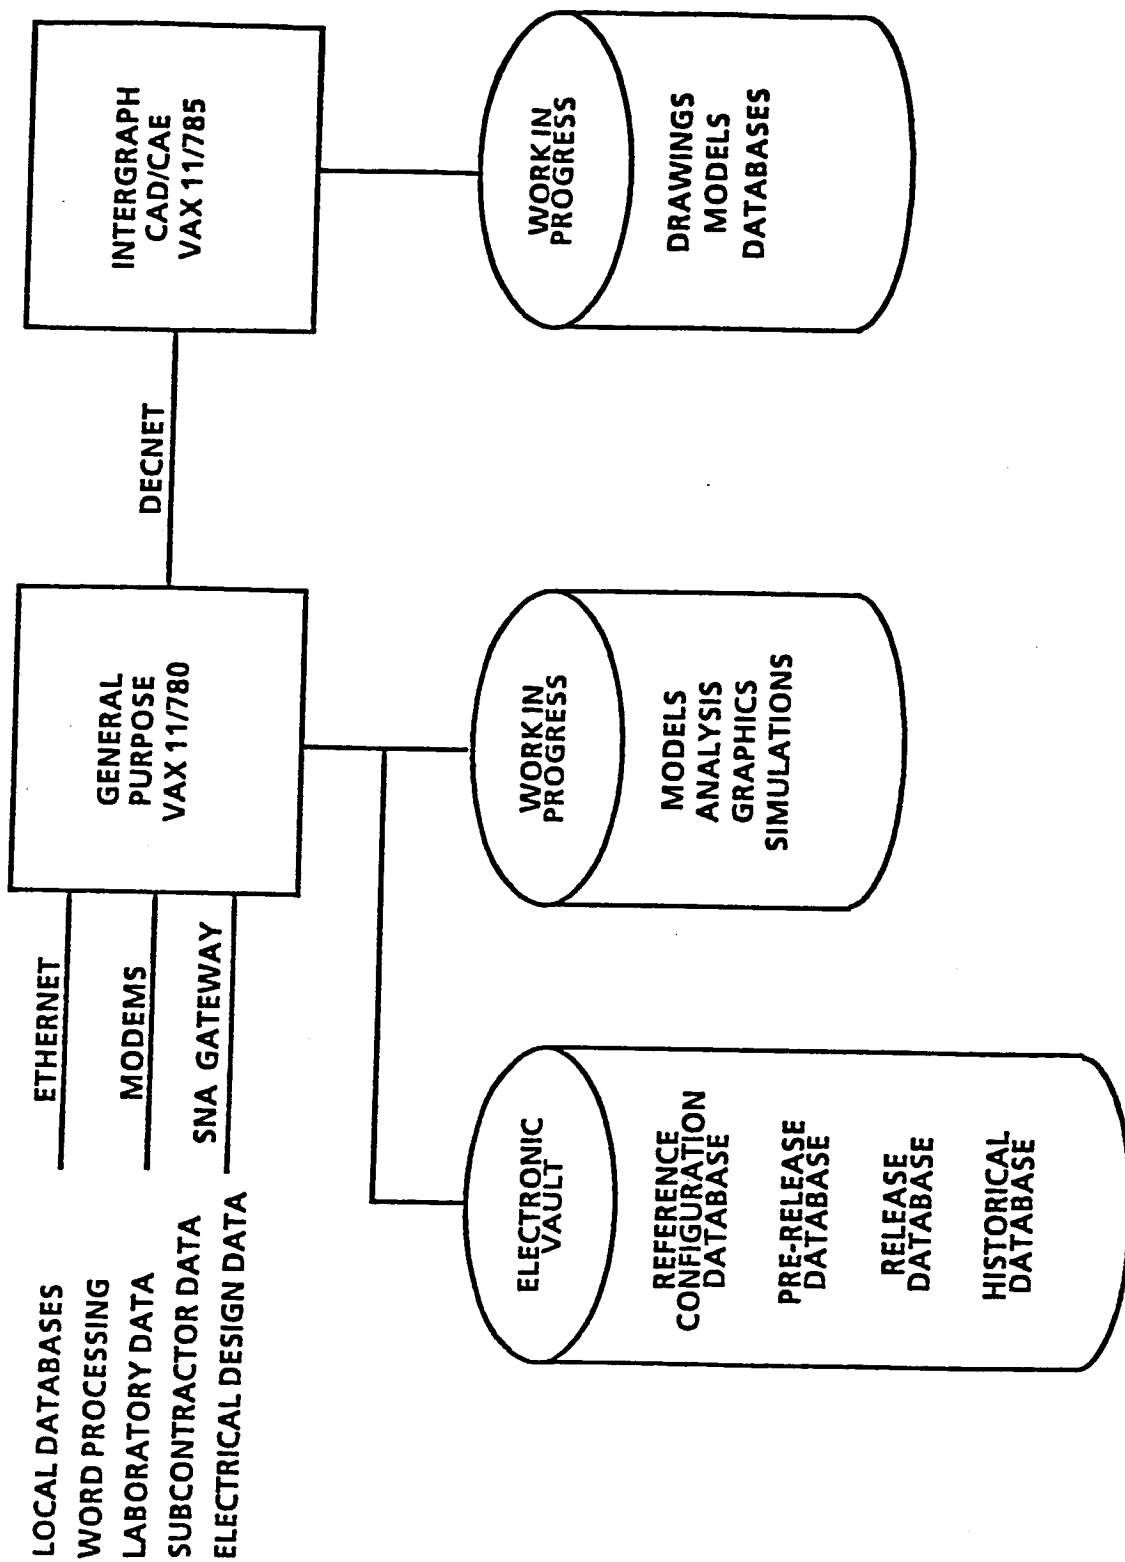 LOCAL DATABASES
WORD PROCESSING
LABORATORY DATA
SUBCONTRACTOR DATA
ELECTRICAL DESIGN DATA
ETHERNET
MODEMS
SNA GATEWAY
GENERAL
PURPOSE
VAX 11/780
DECNET
INTERGRAPH
CAD/CAE
VAX 11/785
ELECTRONIC
VAULT
REFERENCE
CONFIGURATION
DATABASE
PRE-RELEASE
DATABASE
RELEASE
DATABASE
HISTORICAL
DATABASE
WORK IN
PROGRESS
MODELS
ANALYSIS
GRAPHICS
SIMULATIONS
WORK IN
PROGRESS
DRAWINGS
MODELS
DATABASES